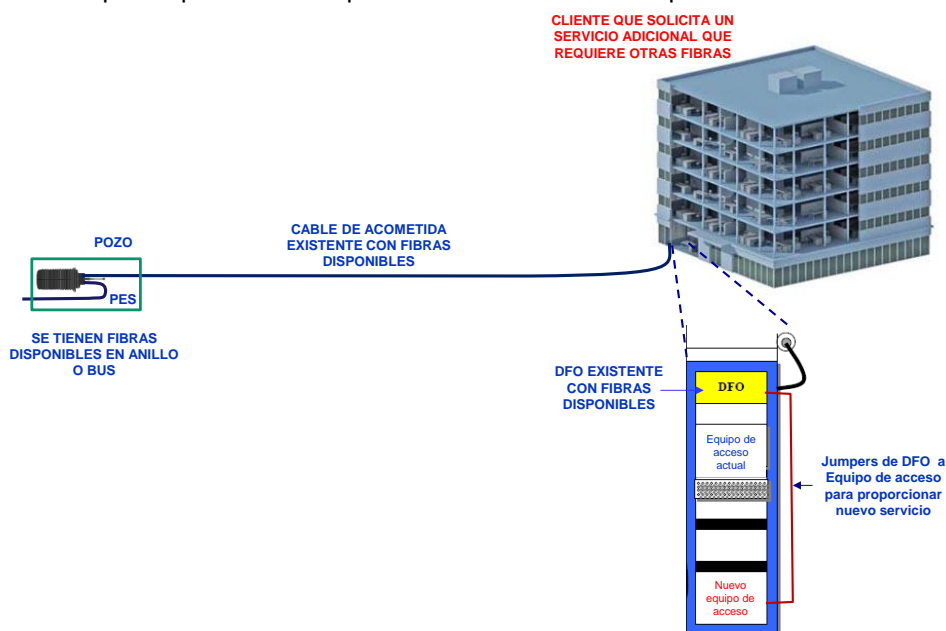 CLIENTE QUE SOLICITA UN
SERVICIO ADICIONAL QUE
REQUIERE OTRAS FIBRAS
CABLE DE ACOMETIDA
EXISTENTE CON FIBRAS
DISPONIBLES
POZO
PES
SE TIENEN FIBRAS
DISPONIBLES EN ANILLO
O BUS
DFO EXISTENTE
CON FIBRAS
DISPONIBLES
DFO
Equipo de
acceso
actual
Jumpers de DFO a
Equipo de acceso
para proporcionar
nuevo servicio
Nuevo
equipo de
acceso